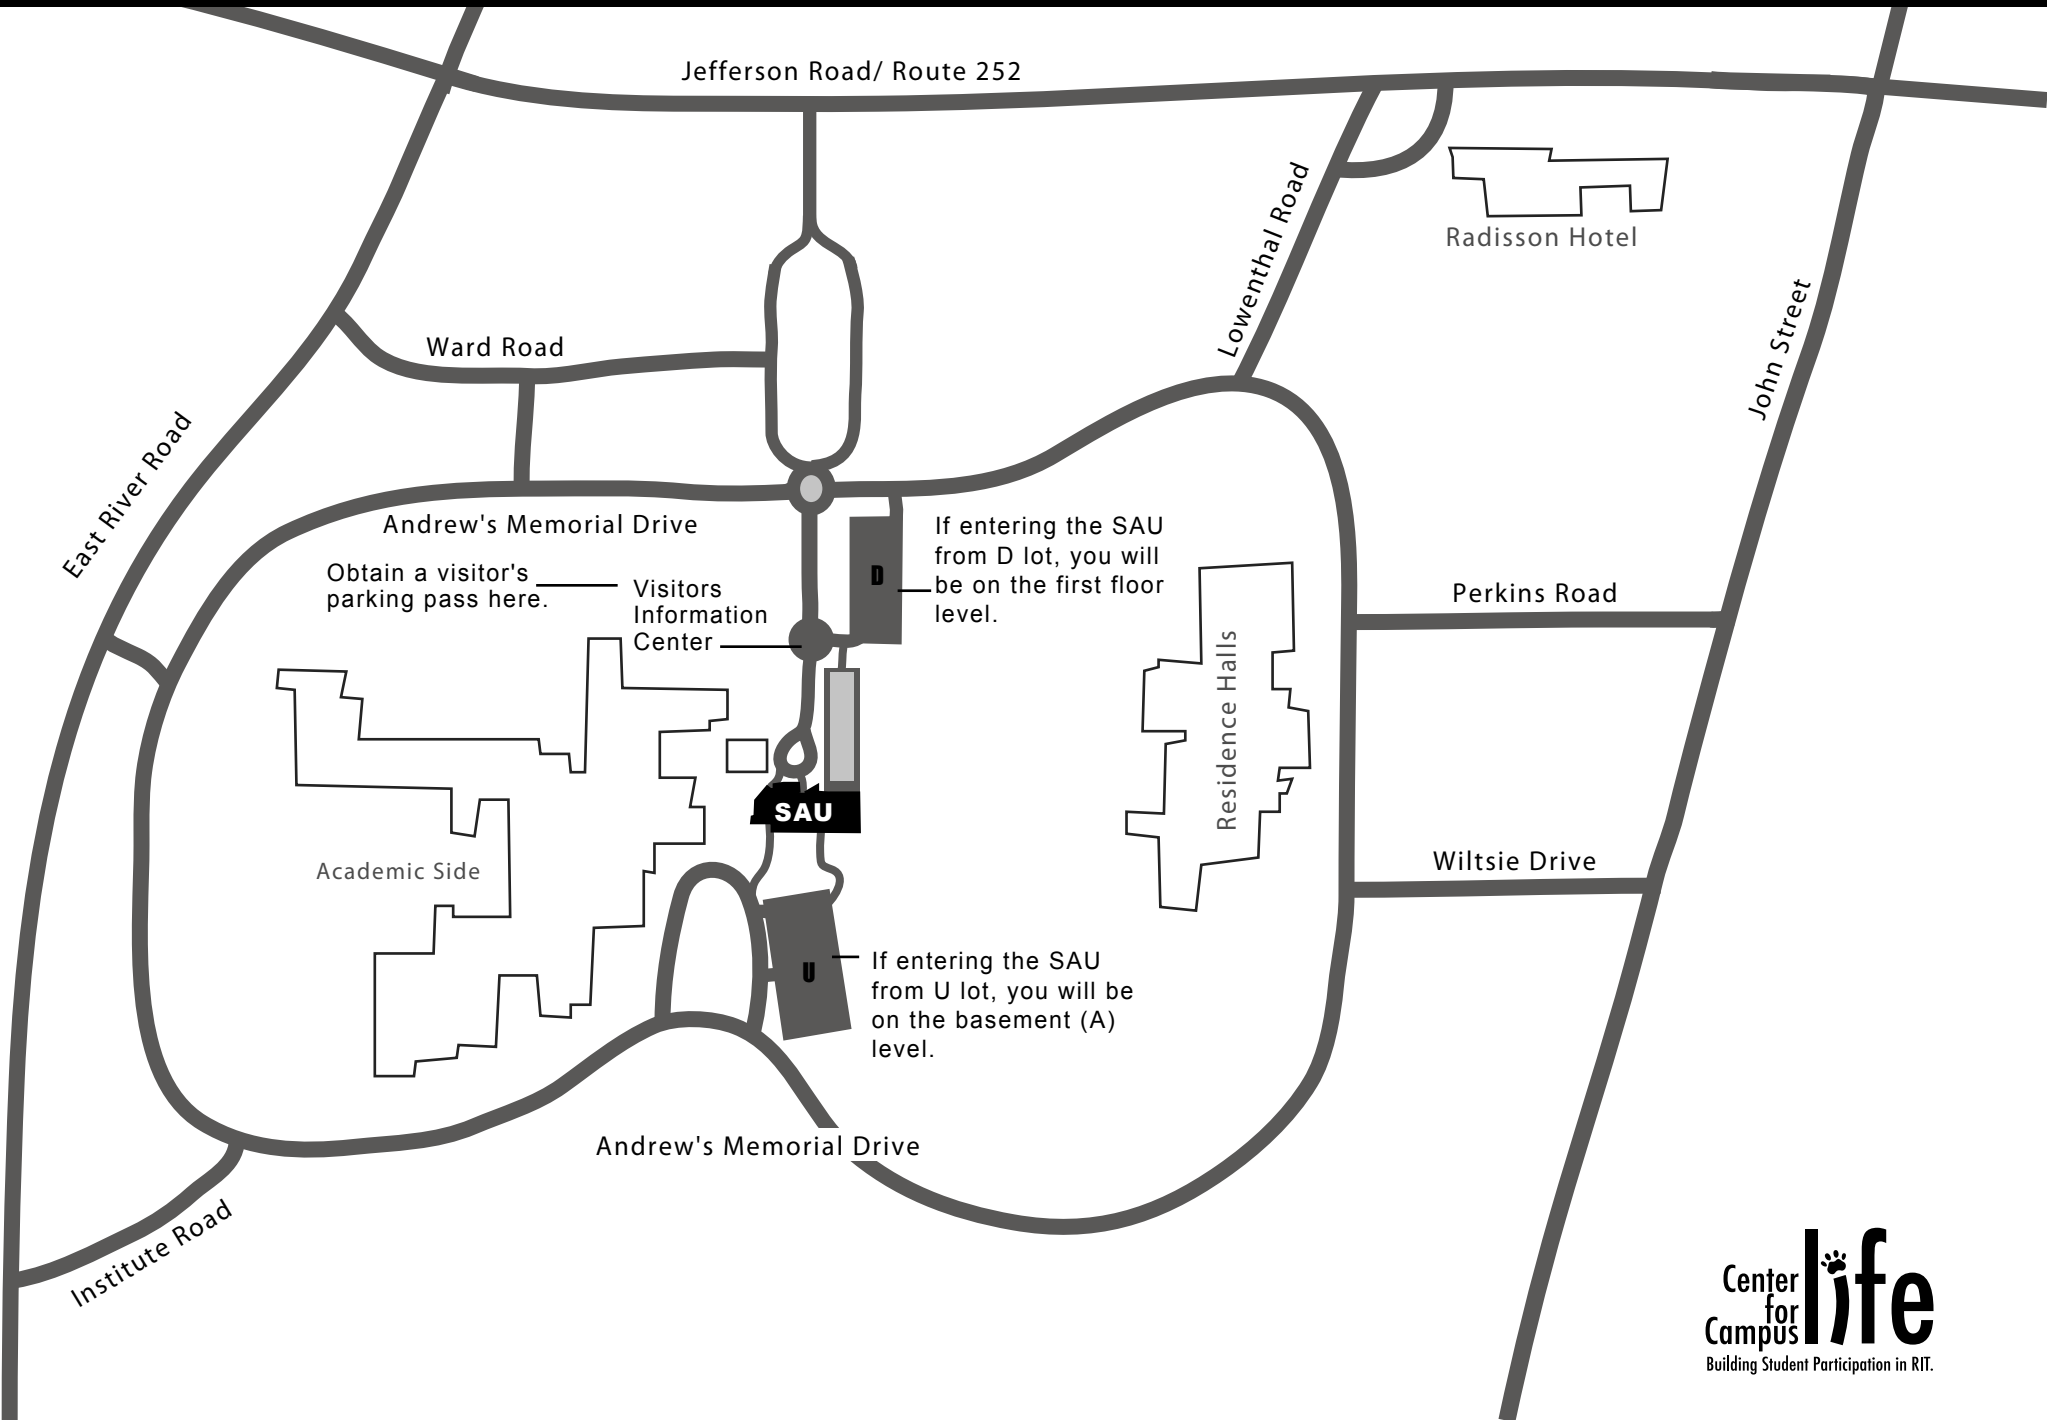 Jefferson Road/ Route 252
Lowenthal Road
Radisson Hotel
John Street
Ward Road
East River Road
Andrew's Memorial Drive
Obtain a visitor's
parking pass here.
Visitors
Information
Center
D
If entering the SAU
from D lot, you will
be on the first floor
level.
Residence Halls
Perkins Road
SAU
Academic Side
Wiltsie Drive
U
If entering the SAU
from U lot, you will be
on the basement (A)
level.
Andrew's Memorial Drive
Institute Road
Center
for
Campus
life
Building Student Participation in RIT.